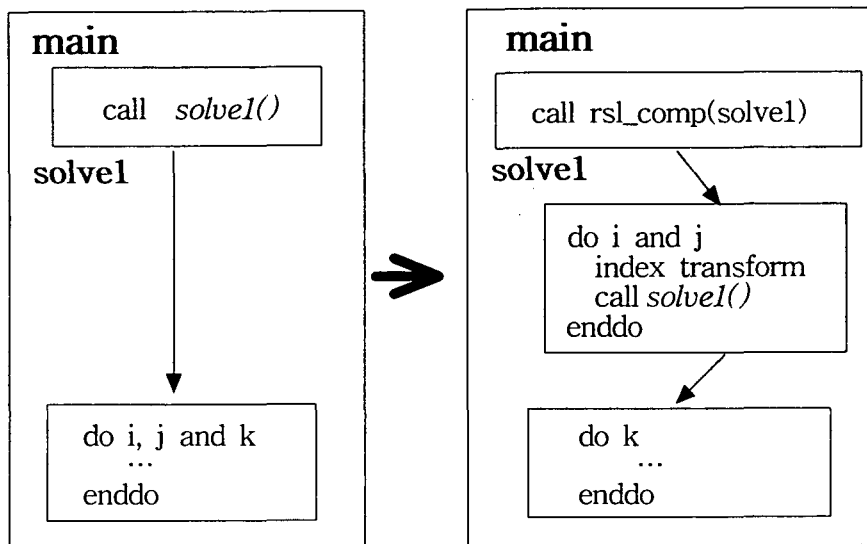 main
call solve1()
solve1
do i, j and k
...
enddo
main
call rsl_comp(solve1)
solve1
do i and j
index transform
call solve1()
enddo
do k
...
enddo